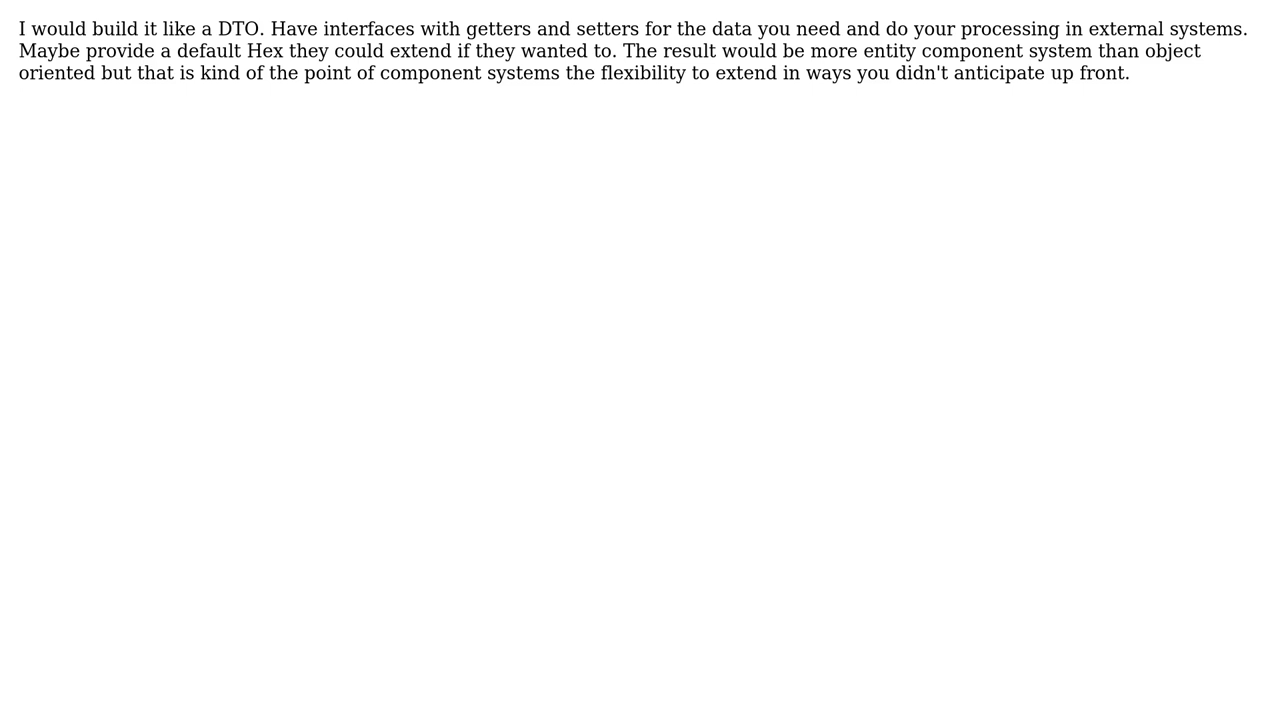 I would build it like a DTO. Have interfaces with getters and setters for the data you need and do your processing in external systems.
Maybe provide a default Hex they could extend if they wanted to. The result would be more entity component system than object
oriented but that is kind of the point of component systems the flexibility to extend in ways you didn't anticipate up front.